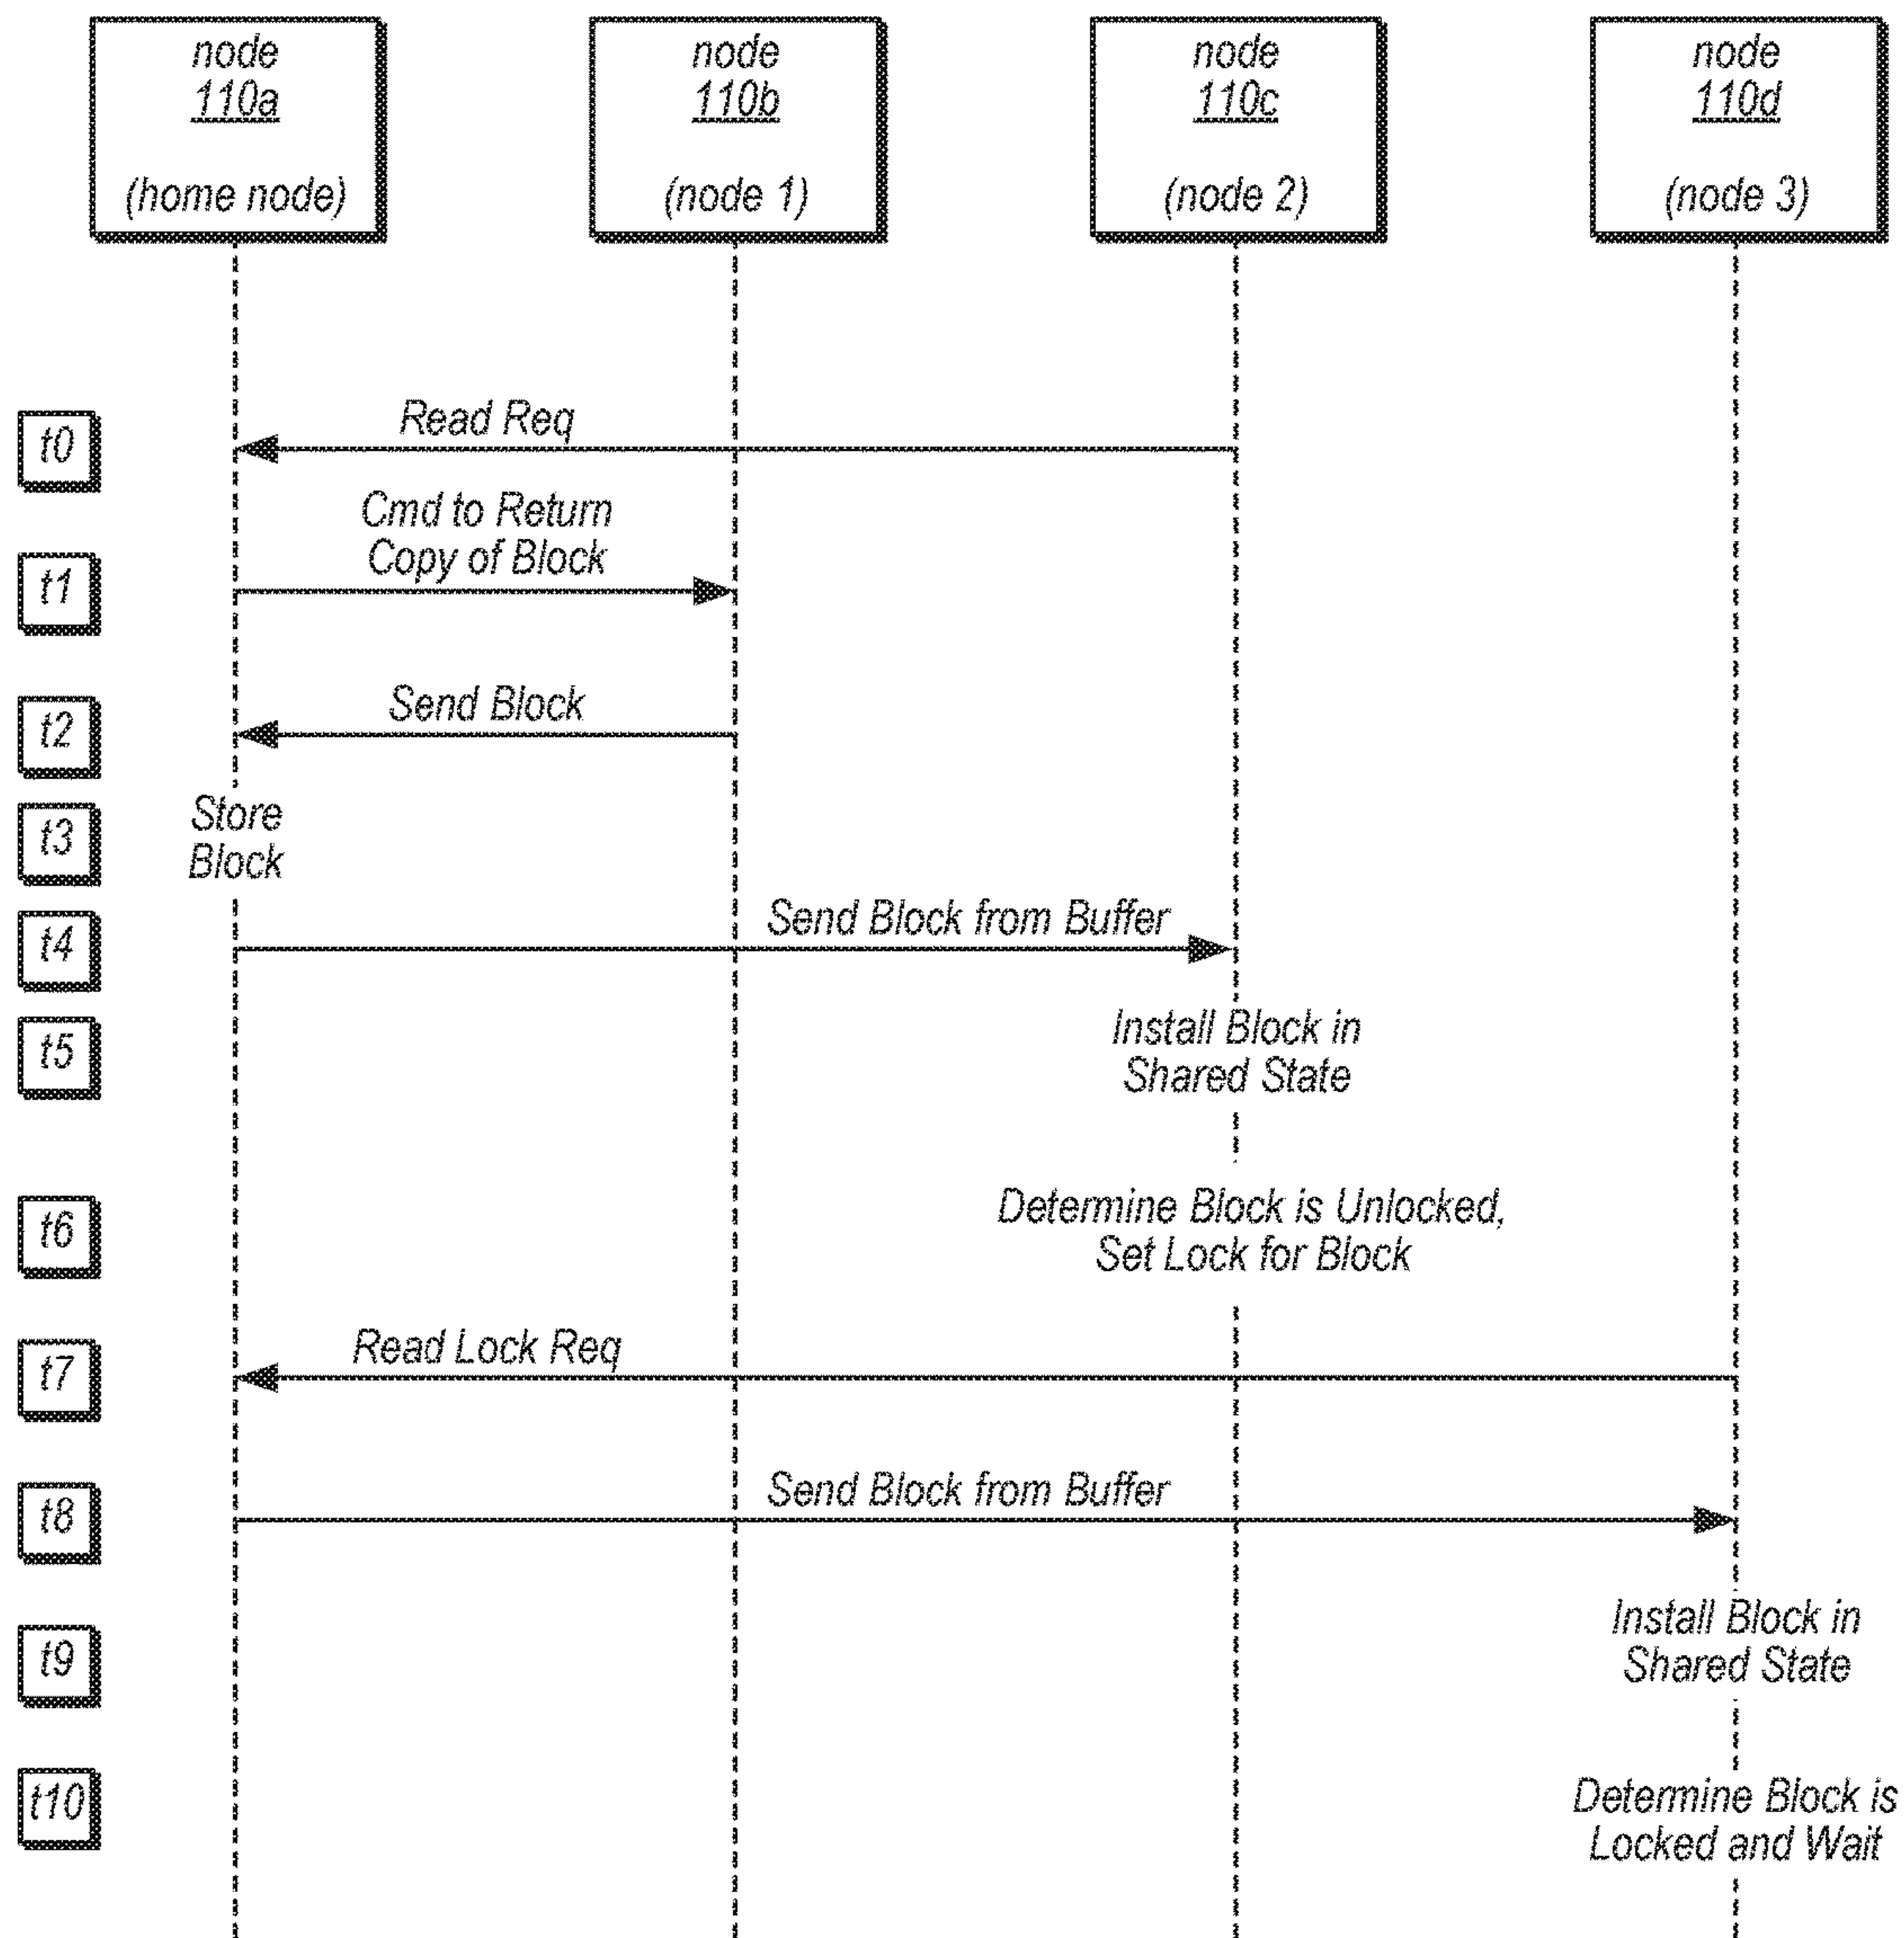 node
110a
(home node)
node
110b
(node 1)
node
110c
(node 2)
node
110d
(node 3)
t0
Read Req
Cmd to Return
Copy of Block
t1
Send Block
t2
t3
Store
Block
t4
Send Block from Buffer
t5
Install Block in
Shared State
t6
Determine Block is Unlocked,
Set Lock for Block
t7
Read Lock Req
t8
Send Block from Buffer
t9
Install Block in
Shared State
t10
Determine Block is
Locked and Wait